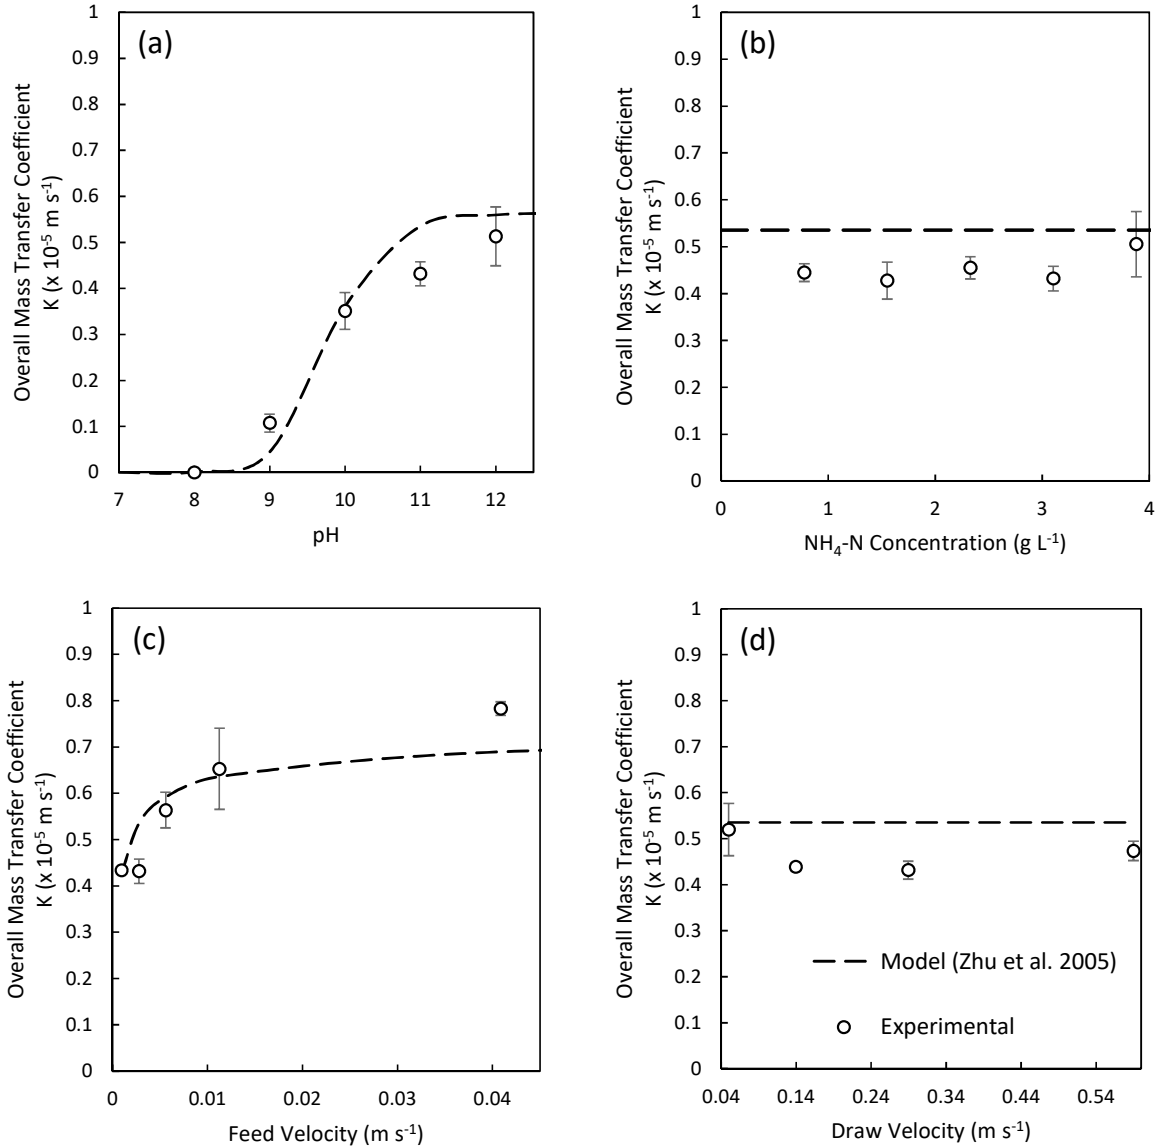 (a)
1
0.9
0.8
0.7
0.6
0.5
0.4
0.3
0.2
0.1
0
Overall Mass Transfer Coefficient
K (x 10⁻⁵ m s⁻¹)
7 8 9 10 11 12
pH
(b)
1
0.9
0.8
0.7
0.6
0.5
0.4
0.3
0.2
0.1
0
Overall Mass Transfer Coefficient
K (x 10⁻⁵ m s⁻¹)
0 1 2 3 4
NH₄-N Concentration (g L⁻¹)
(c)
1
0.9
0.8
0.7
0.6
0.5
0.4
0.3
0.2
0.1
0
Overall Mass Transfer Coefficient
K (x 10⁻⁵ m s⁻¹)
0 0.01 0.02 0.03 0.04
Feed Velocity (m s⁻¹)
(d)
1
0.9
0.8
0.7
0.6
0.5
0.4
0.3
0.2
0.1
0
Overall Mass Transfer Coefficient
K (x 10⁻⁵ m s⁻¹)
Model (Zhu et al. 2005)
Experimental
0.04 0.14 0.24 0.34 0.44 0.54
Draw Velocity (m s⁻¹)